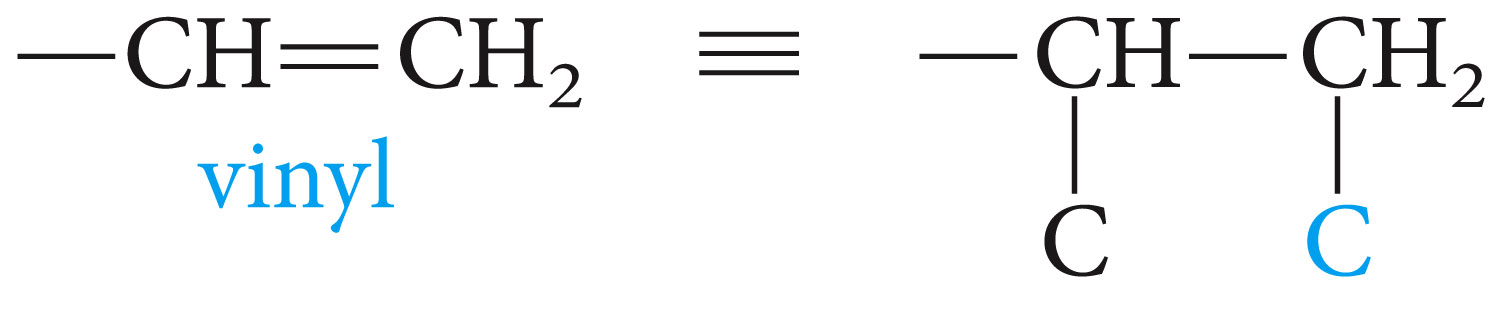 —CH=CH₂ ≡ —CH—CH₂
vinyl
C C